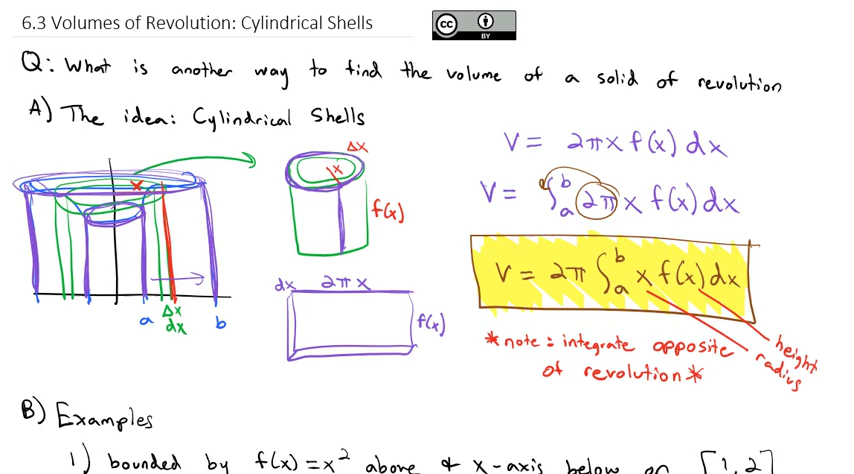 6.3 Volumes of Revolution: Cylindrical Shells
cc BY
Q: What is another way to find the volume of a solid of revolution
A) The idea: Cylindrical Shells
Δx
x
f(x)
a
Δx
dx
b
dx 2πx
f(x)
V = 2πx f(x) dx
V = ∫ₐᵇ 2π x f(x) dx
V = 2π ∫ₐᵇ x f(x) dx
height
radius
*note: integrate opposite
of revolution*
B) Examples
1) bounded by f(x) = x² above + x-axis below on [1, 2]